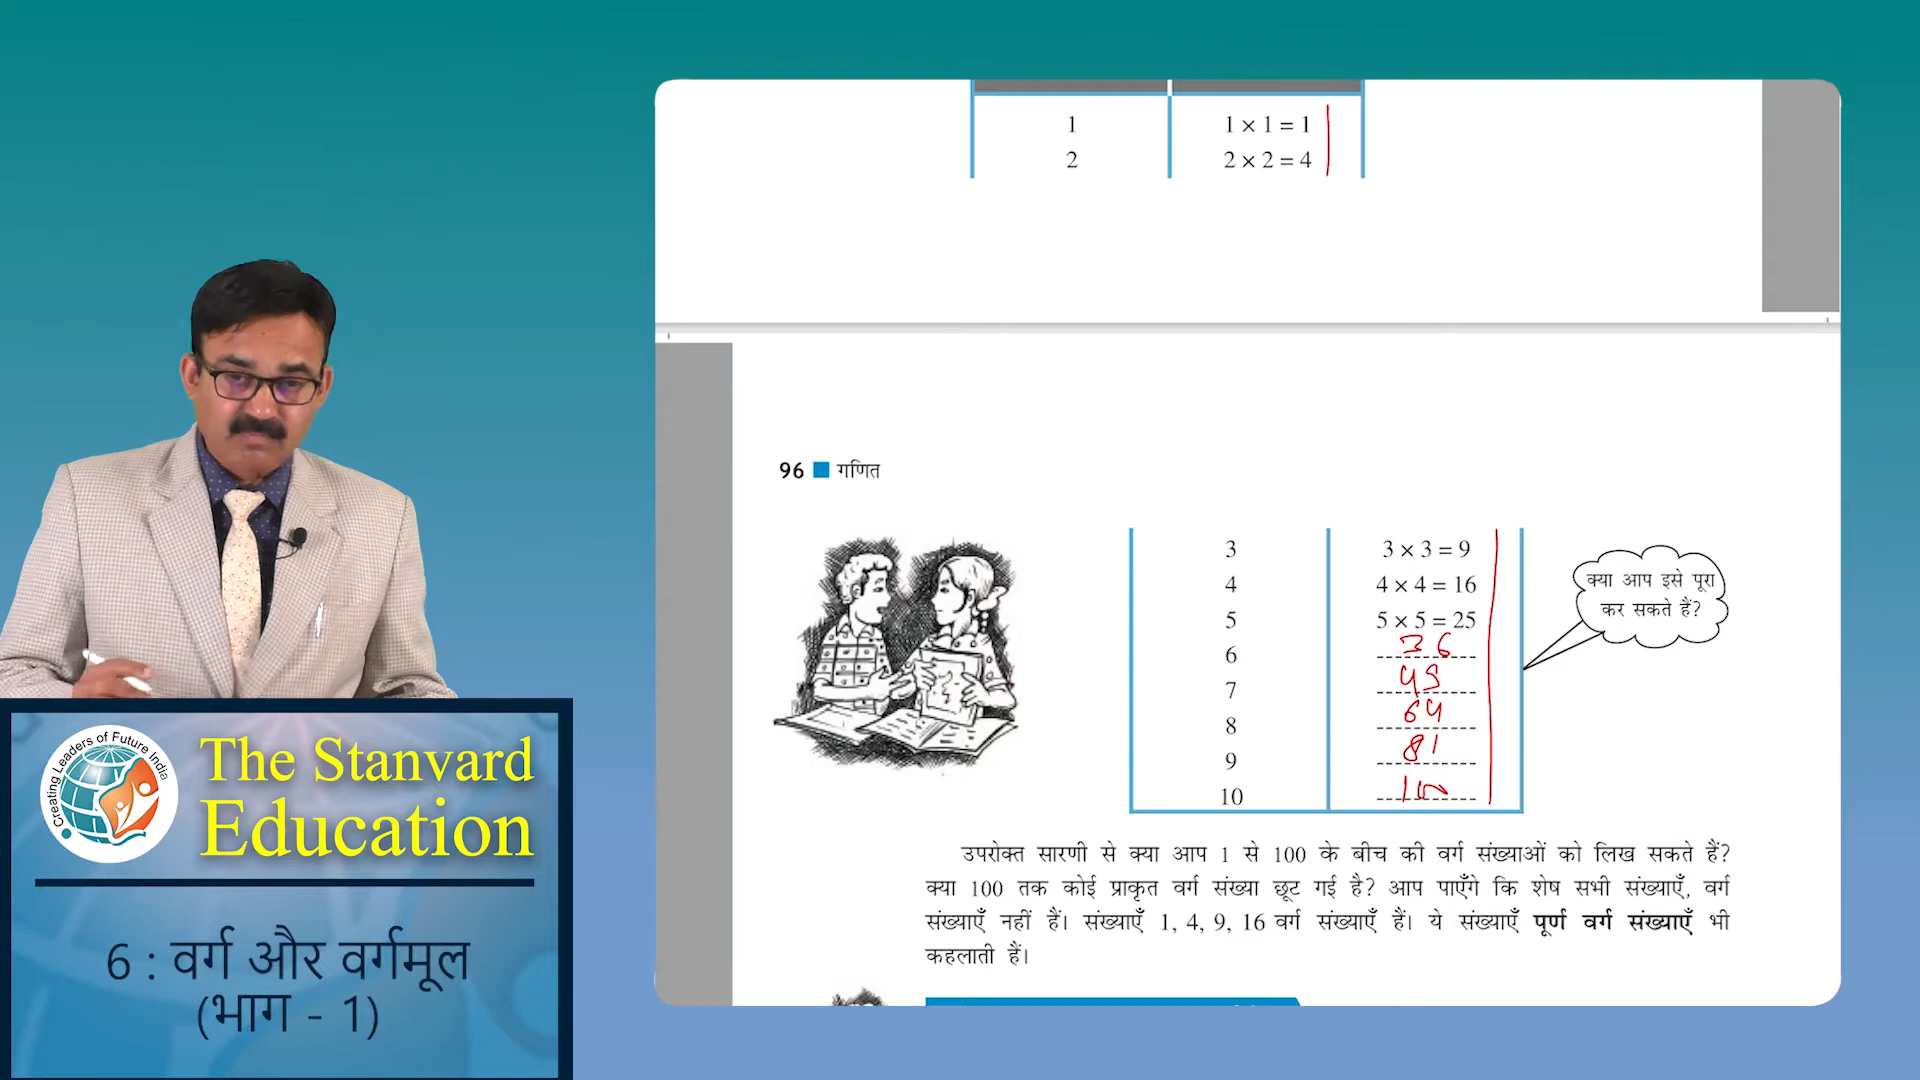 1
1 × 1 = 1
2
2 × 2 = 4
96 ■ गणित
3
3 × 3 = 9
4
4 × 4 = 16
5
5 × 5 = 25
6
36
7
8
64
9
81
10
100
क्या आप इसे पूरा
कर सकते हैं?
उपरोक्त सारणी से क्या आप 1 से 100 के बीच की वर्ग संख्याओं को लिख सकते हैं?
क्या 100 तक कोई प्राकृत वर्ग संख्या छूट गई है? आप पाएँगे कि शेष सभी संख्याएँ, वर्ग
संख्याएँ नहीं हैं। संख्याएँ 1, 4, 9, 16 वर्ग संख्याएँ हैं। ये संख्याएँ पूर्ण वर्ग संख्याएँ भी
कहलाती हैं।
Creating Leaders of Future India
The Stanvard
Education
6 : वर्ग और वर्गमूल
(भाग - 1)